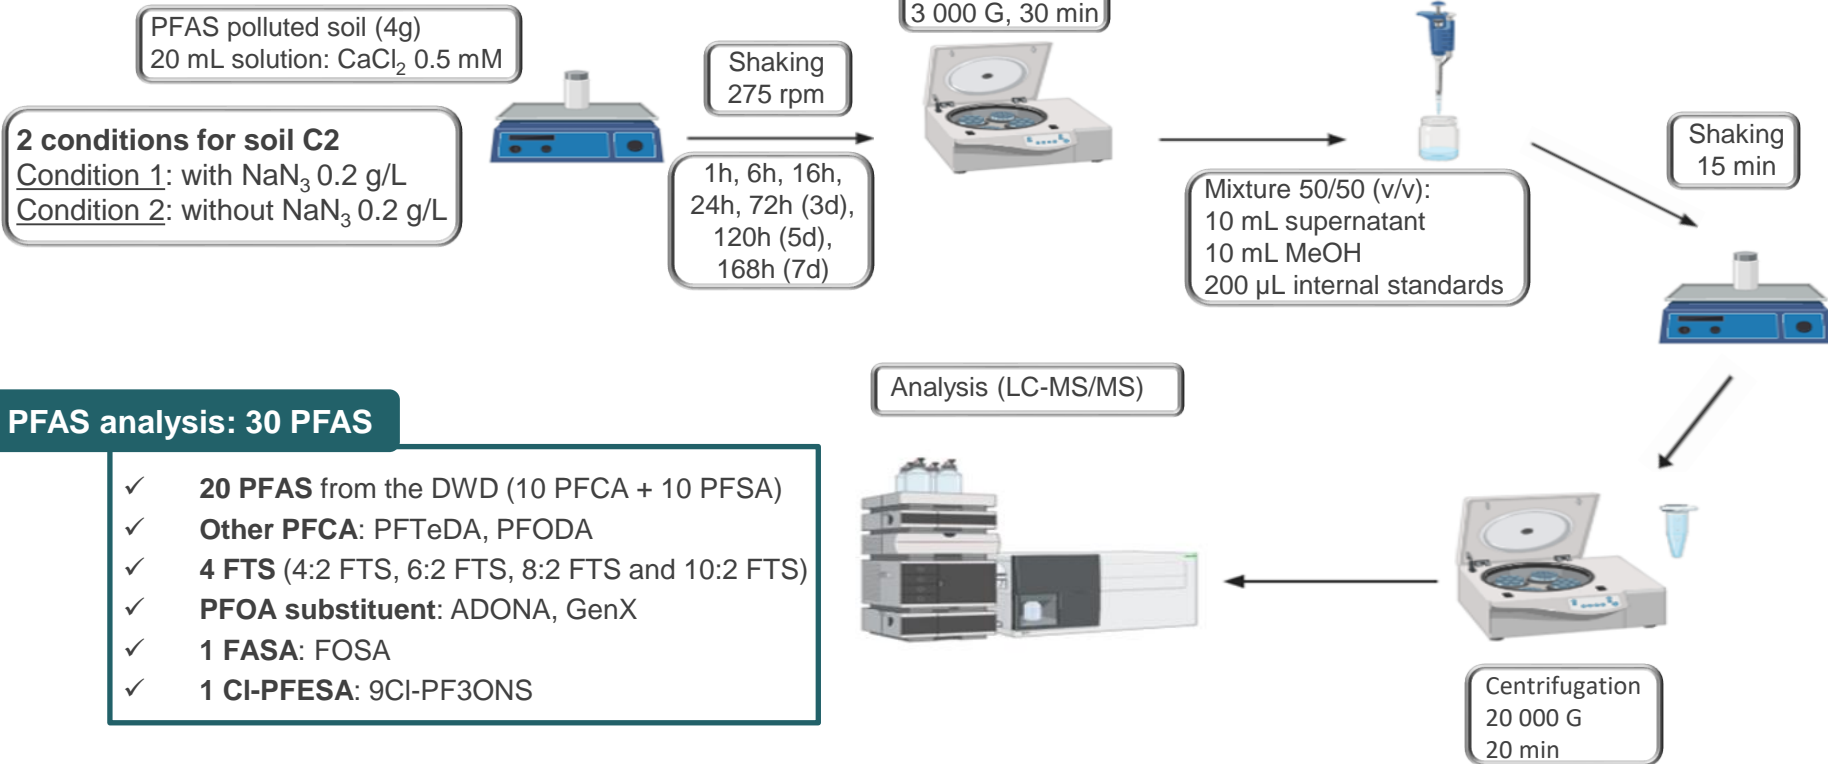 PFAS polluted soil (4g)
20 mL solution: CaCl₂ 0.5 mM
2 conditions for soil C2
Condition 1: with NaN₃ 0.2 g/L
Condition 2: without NaN₃ 0.2 g/L
Shaking
275 rpm
1h, 6h, 16h,
24h, 72h (3d),
120h (5d),
168h (7d)
3 000 G, 30 min
Mixture 50/50 (v/v):
10 mL supernatant
10 mL MeOH
200 µL internal standards
Shaking
15 min
Centrifugation
20 000 G
20 min
Analysis (LC-MS/MS)
PFAS analysis: 30 PFAS
✓ 20 PFAS from the DWD (10 PFCA + 10 PFSA)
✓ Other PFCA: PFTeDA, PFODA
✓ 4 FTS (4:2 FTS, 6:2 FTS, 8:2 FTS and 10:2 FTS)
✓ PFOA substituent: ADONA, GenX
✓ 1 FASA: FOSA
✓ 1 Cl-PFESA: 9Cl-PF3ONS